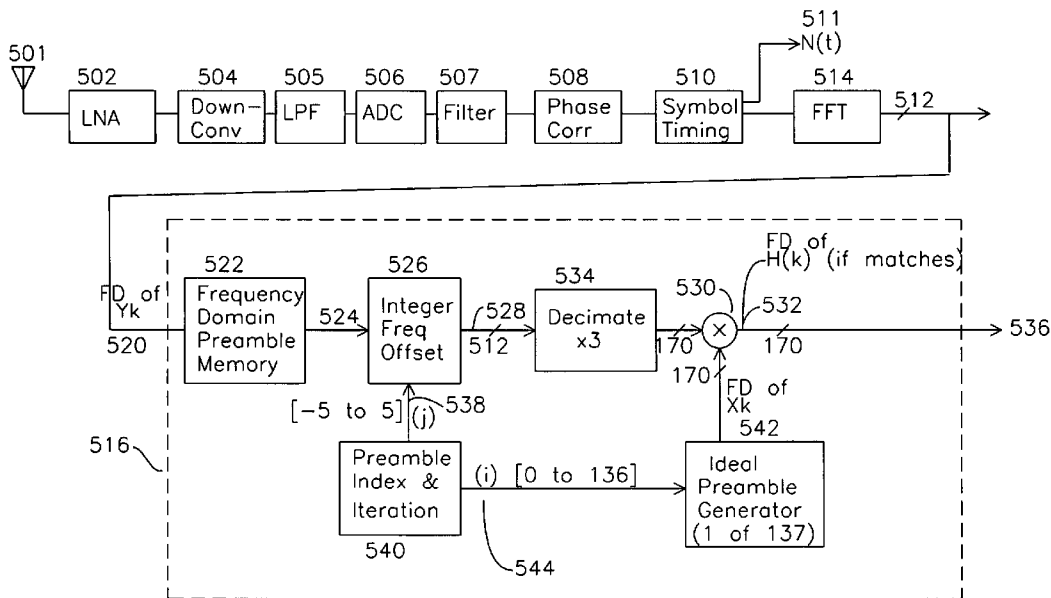 501
502
LNA
504
Down-
Conv
505
LPF
506
ADC
507
Filter
508
Phase
Corr
510
Symbol
Timing
511
N(t)
514
FFT
512
FD of
Yk
520
522
Frequency
Domain
Preamble
Memory
524
526
Integer
Freq
Offset
528
512
534
Decimate
x3
170
530
×
FD of
H(k) (if matches)
532
170
536
170
FD of
Xk
[-5 to 5] (j)
538
516
Preamble
Index &
Iteration
540
(i) [0 to 136]
544
542
Ideal
Preamble
Generator
(1 of 137)